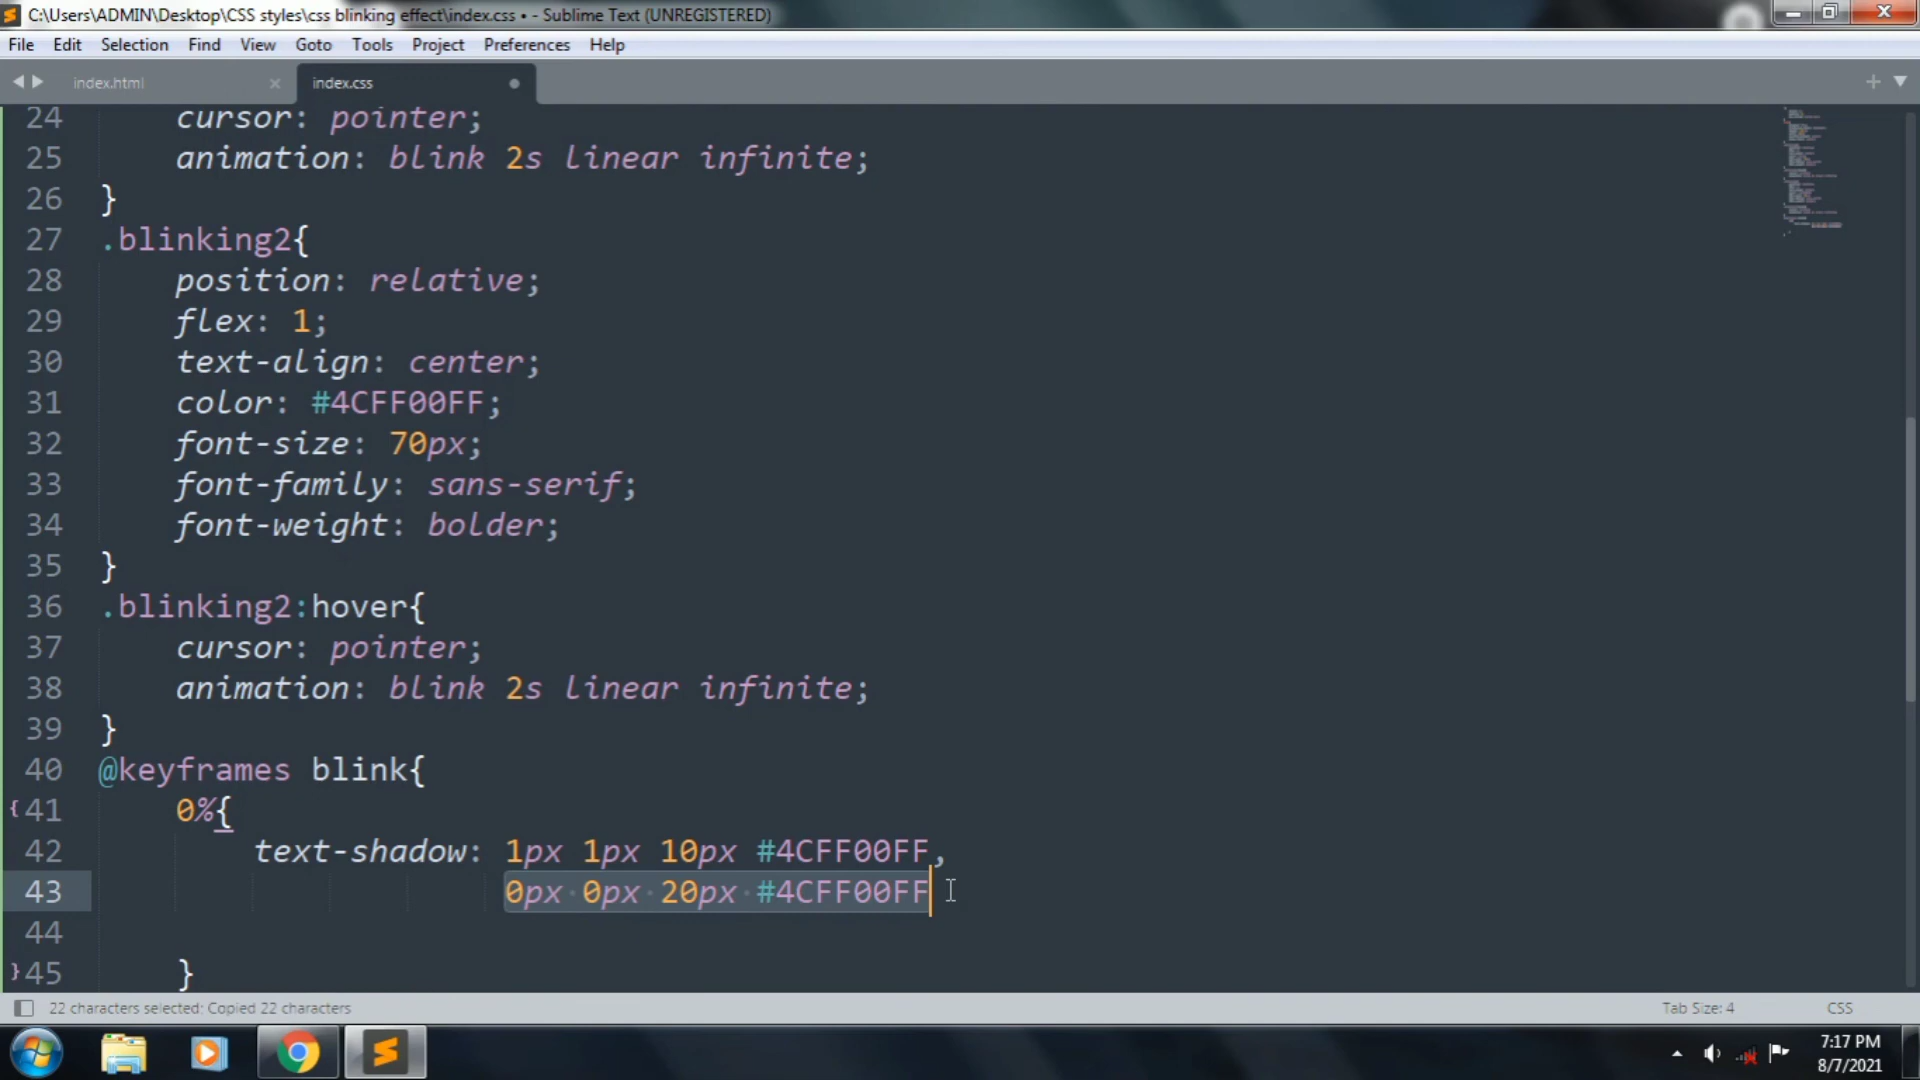 C:\Users\ADMIN\Desktop\CSS styles\css blinking effect\index.css • - Sublime Text (UNREGISTERED)
File Edit Selection Find View Goto Tools Project Preferences Help
index.html index.css
24 cursor: pointer;
25 animation: blink 2s linear infinite;
26 }
27 .blinking2{
28 position: relative;
29 flex: 1;
30 text-align: center;
31 color: #4CFF00FF;
32 font-size: 70px;
33 font-family: sans-serif;
34 font-weight: bolder;
35 }
36 .blinking2:hover{
37 cursor: pointer;
38 animation: blink 2s linear infinite;
39 }
40 @keyframes blink{
41 0%{
42 text-shadow: 1px 1px 10px #4CFF00FF,
43 0px 0px 20px #4CFF00FF
44
45 }
22 characters selected: Copied 22 characters Tab Size: 4 CSS
7:17 PM
8/7/2021